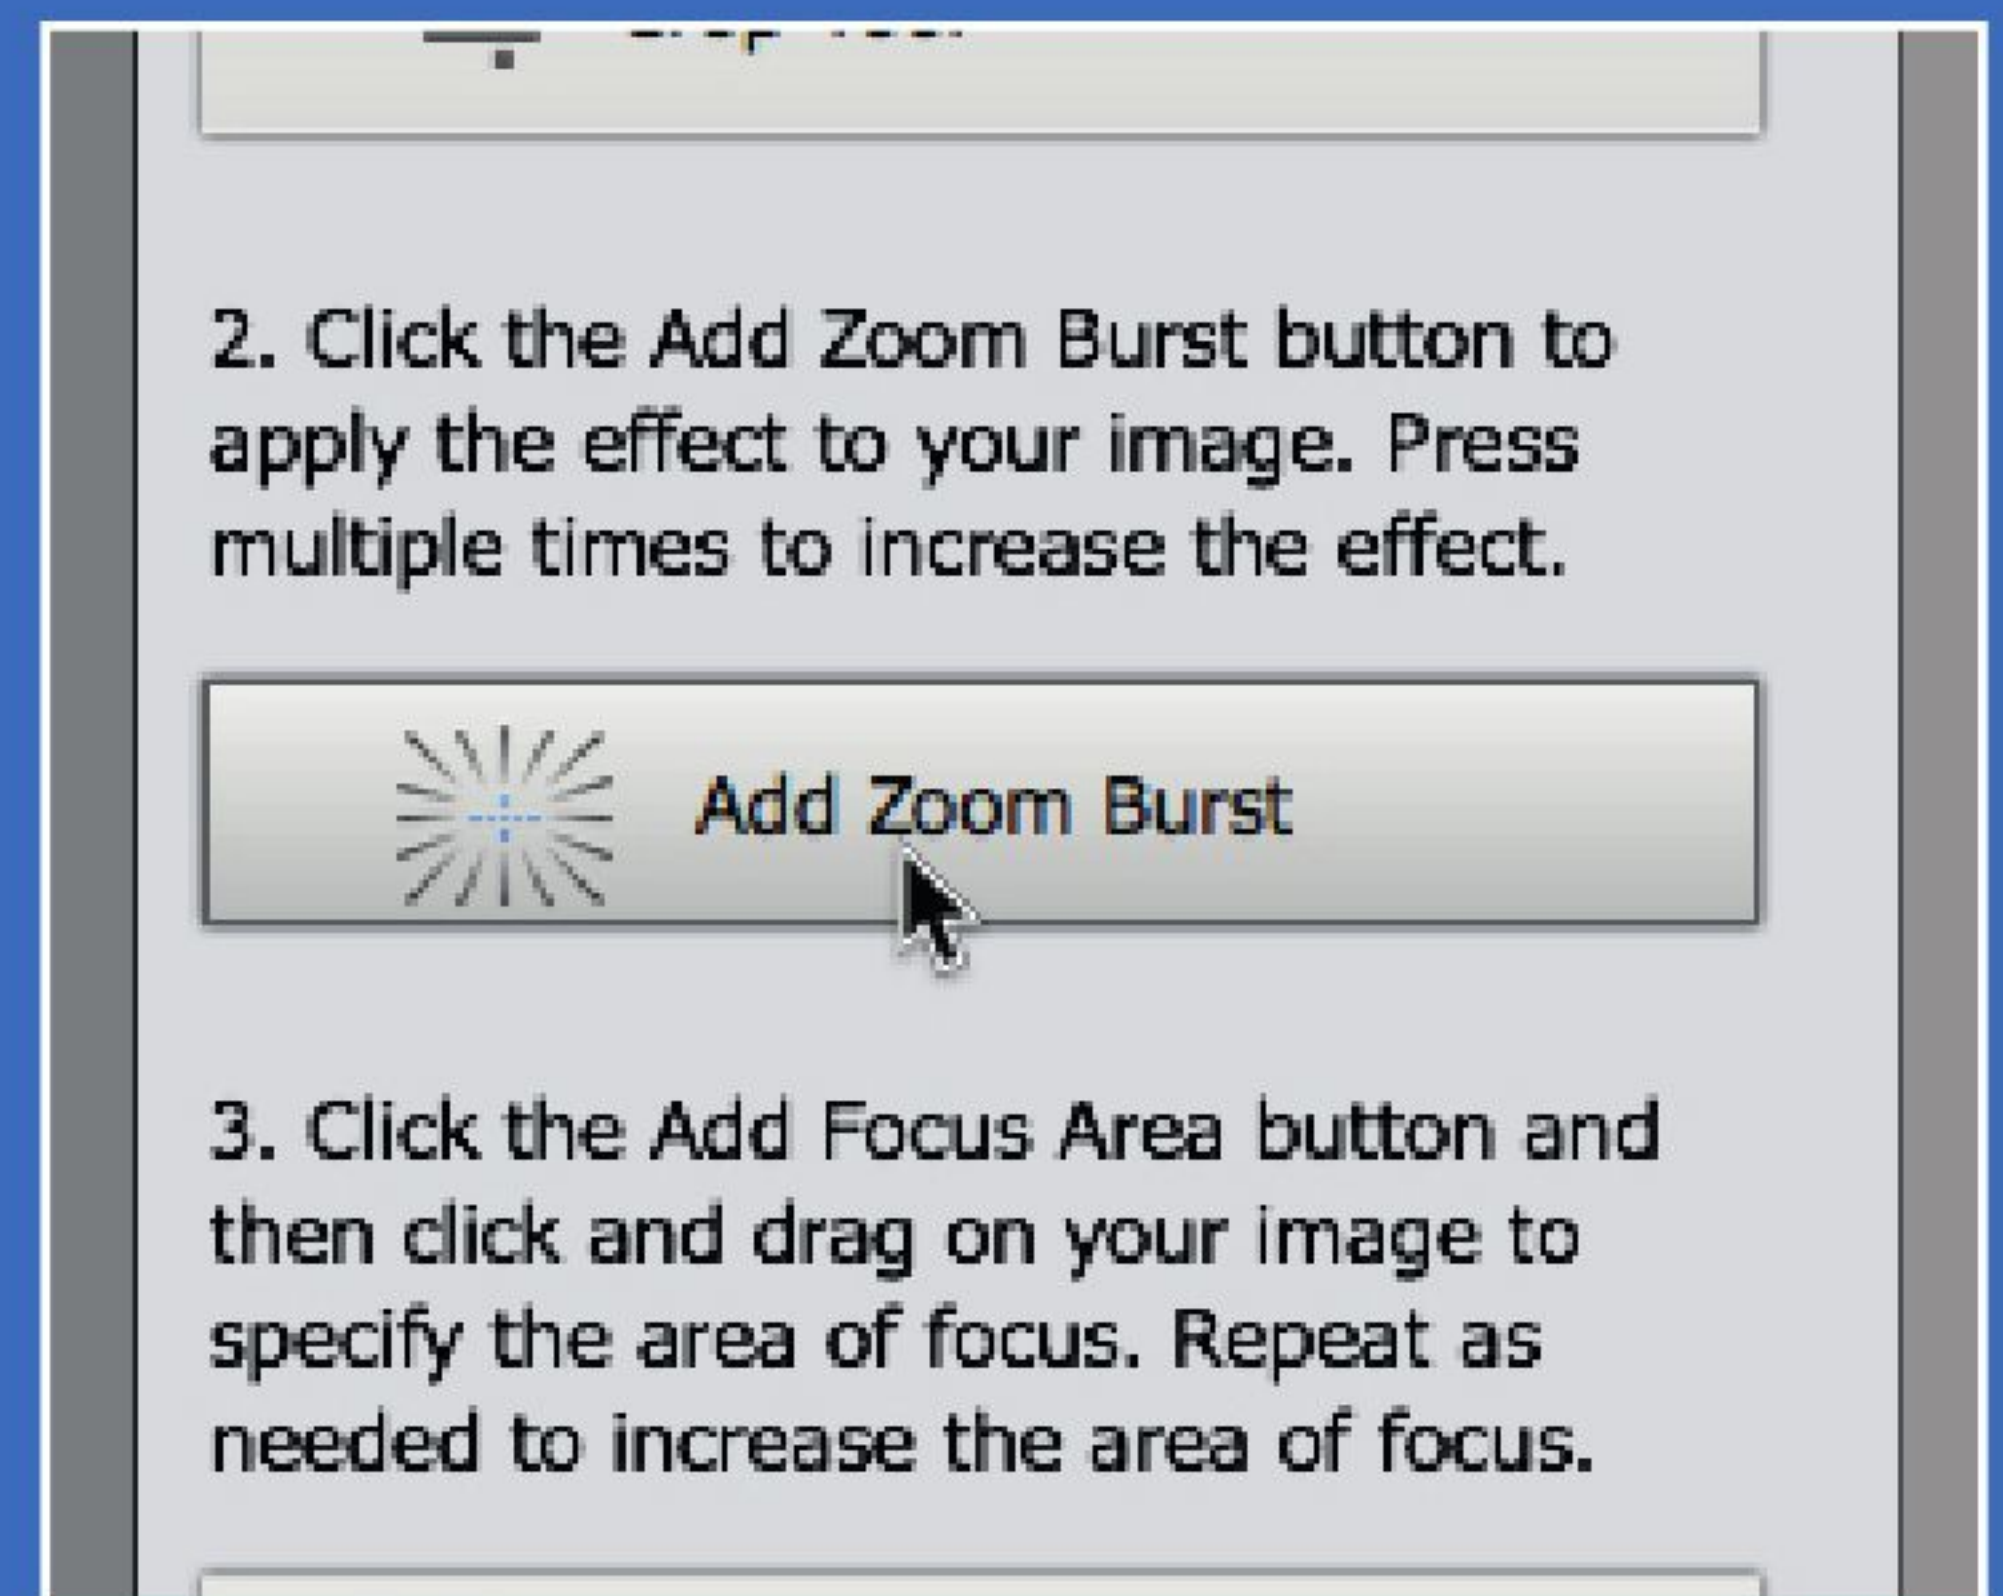 2. Click the Add Zoom Burst button to
apply the effect to your image. Press
multiple times to increase the effect.
Add Zoom Burst
3. Click the Add Focus Area button and
then click and drag on your image to
specify the area of focus. Repeat as
needed to increase the area of focus.